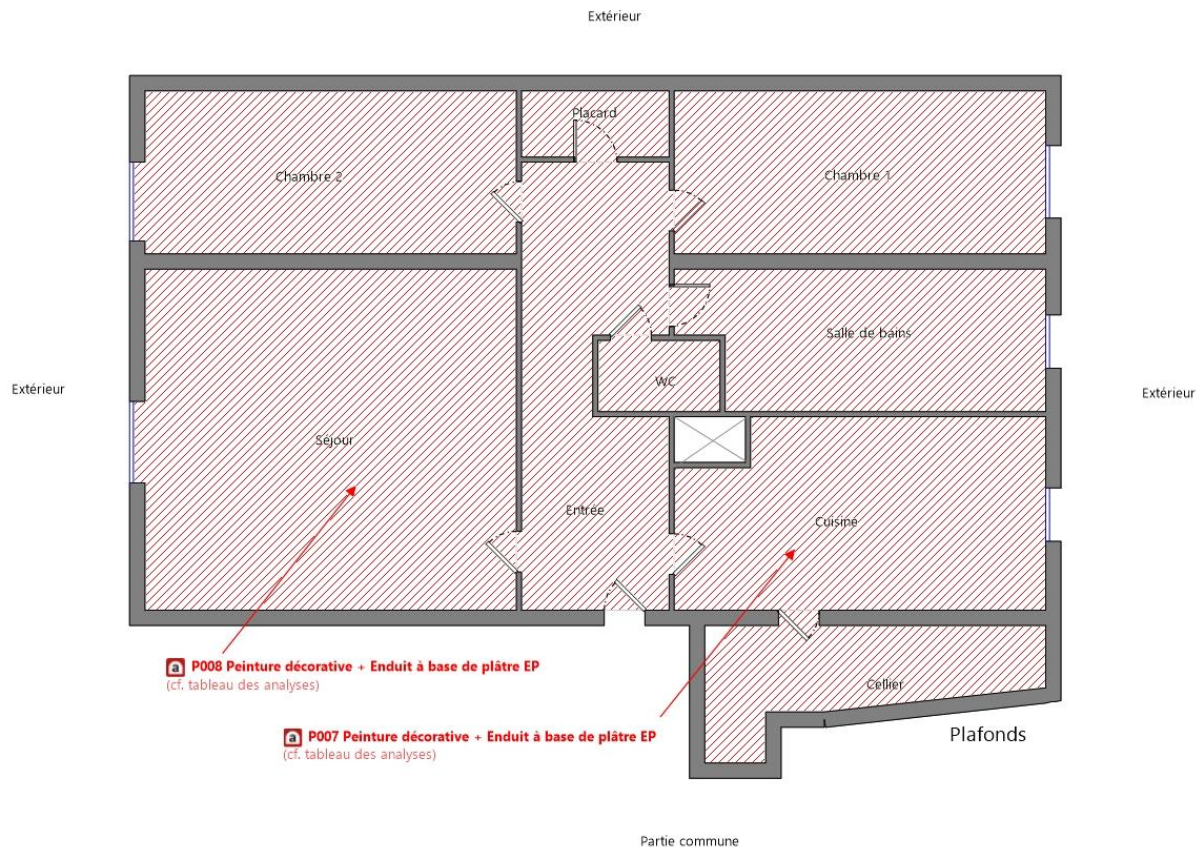 Extérieur
Placard
Chambre 2
Chambre 1
Salle de bains
WC
Extérieur
Extérieur
Séjour
Entrée
Cuisine
a P008 Peinture décorative + Enduit à base de plâtre EP
(cf. tableau des analyses)
Cellier
a P007 Peinture décorative + Enduit à base de plâtre EP
(cf. tableau des analyses)
Plafonds
Partie commune